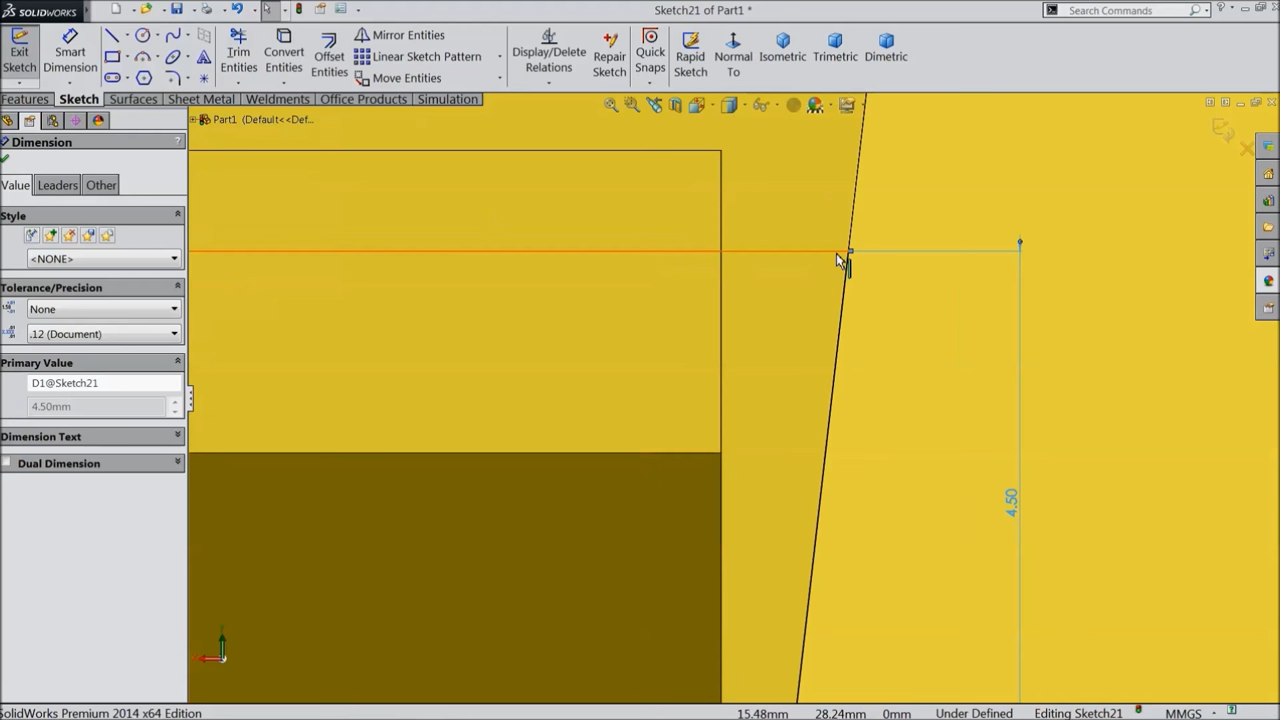 SOLIDWORKS
Sketch21 of Part1 *
Search Commands
?
Exit Sketch
Smart Dimension
Trim Entities
Convert Entities
Offset Entities
Mirror Entities
Linear Sketch Pattern
Move Entities
Display/Delete Relations
Repair Sketch
Quick Snaps
Rapid Sketch
Normal To
Isometric
Trimetric
Dimetric
Features
Sketch
Surfaces
Sheet Metal
Weldments
Office Products
Simulation
Part1 (Default<<Def...
Dimension
?
Value
Leaders
Other
Style
<NONE>
Tolerance/Precision
None
.12 (Document)
Primary Value
D1@Sketch21
4.50mm
Dimension Text
Dual Dimension
4.50
SolidWorks Premium 2014 x64 Edition
15.48mm
28.24mm
0mm
Under Defined
Editing Sketch21
MMGS
?